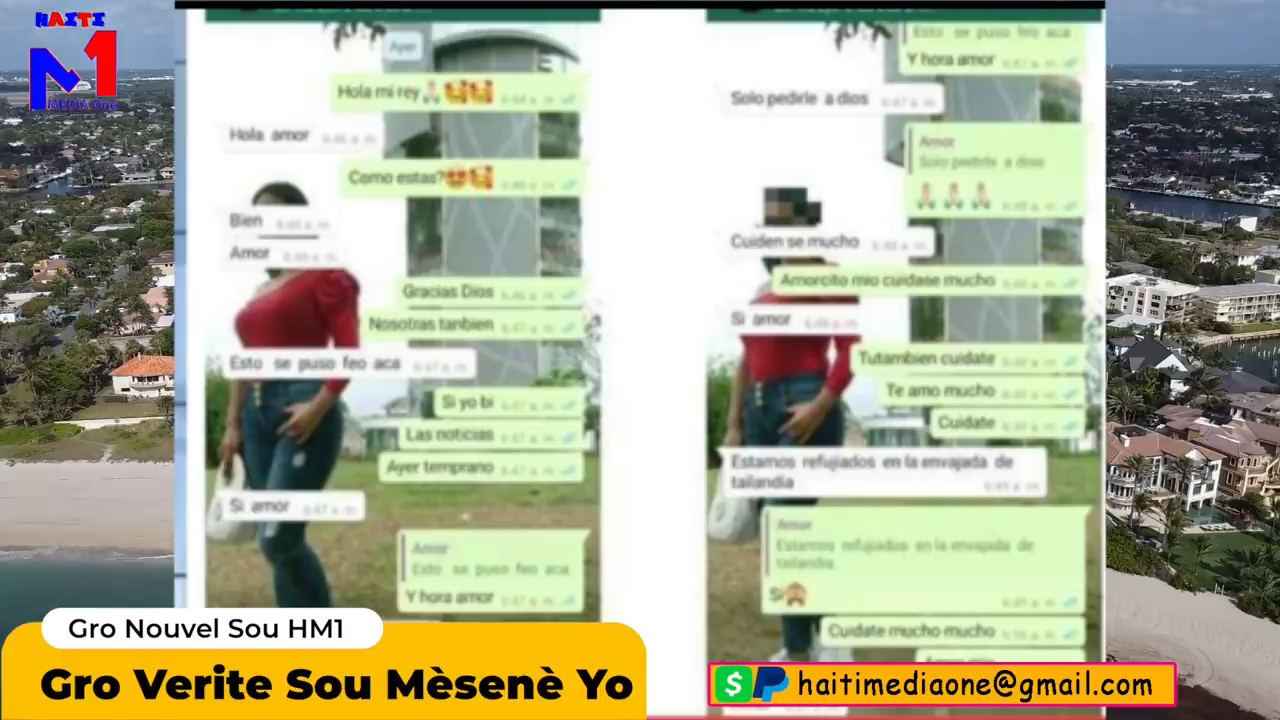 HAITI
M1
MEDIA One
Ayer
Hola mi rey
Hola amor
Como estas?
Bien
Amor
Gracias Dios
Nosotras tanbien
Esto se puso feo aca
Si yo bi
Las noticias
Ayer temprano
Si amor
Amor
Esto se puso feo aca
Y hora amor
Esto se puso feo aca
Y hora amor
Solo pedirle a dios
Amor
Solo pedirle a dios
Cuiden se mucho
Amorcito mio cuidase mucho
Si amor
Tutambien cuidate
Te amo mucho
Cuidate
Estamos refujiados en la envajada de
tailandia
Amor
Estamos refujiados en la envajada de
tailandia
Si
Cuidate mucho mucho
Gro Nouvel Sou HM1
Gro Verite Sou Mèsenè Yo
$ P haitimediaone@gmail.com